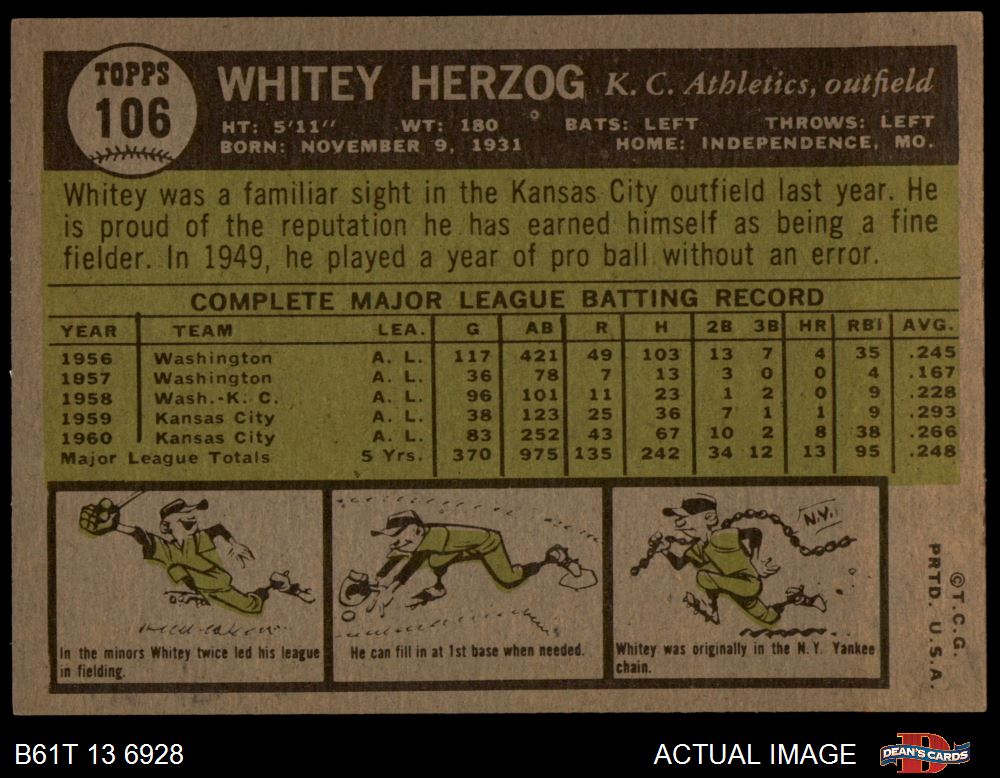 TOPPS
106
WHITEY HERZOG K. C. Athletics, outfield
HT: 5'11" WT: 180 BATS: LEFT THROWS: LEFT
BORN: NOVEMBER 9, 1931 HOME: INDEPENDENCE, MO.
Whitey was a familiar sight in the Kansas City outfield last year. He
is proud of the reputation he has earned himself as being a fine
fielder. In 1949, he played a year of pro ball without an error.
COMPLETE MAJOR LEAGUE BATTING RECORD
YEAR TEAM LEA. G AB R H 2B 3B HR RBI AVG.
1956 Washington A. L. 117 421 49 103 13 7 4 35 .245
1957 Washington A. L. 36 78 7 13 3 0 0 4 .167
1958 Wash.-K. C. A. L. 96 101 11 23 1 2 0 9 .228
1959 Kansas City A. L. 38 123 25 36 7 1 1 9 .293
1960 Kansas City A. L. 83 252 43 67 10 2 8 38 .266
Major League Totals 5 Yrs. 370 975 135 242 34 12 13 95 .248
In the minors Whitey twice led his league
in fielding.
He can fill in at 1st base when needed.
N.Y.
Whitey was originally in the N. Y. Yankee
chain.
© T. C. G.
PRTD. U. S. A.
B61T 13 6928
ACTUAL IMAGE
DEAN'S CARDS